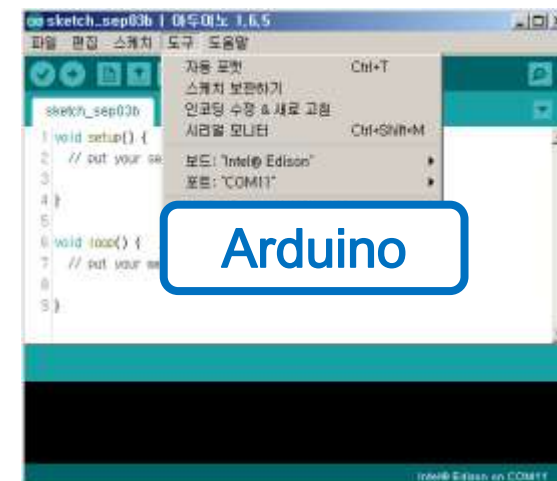 sketch_sep03b | 아두이노 1.6.5
파일 편집 스케치 도구 도움말
자동 포맷 Ctrl+T
스케치 보관하기
인코딩 수정 & 새로 고침
시리얼 모니터 Ctrl+Shift+M
보드: "Intel® Edison"
포트: "COM11"
sketch_sep03b
1 void setup() {
2 // put your se
3
4 }
5
6 void loop() {
7 // put your ma
8
9 }
Arduino
Intel® Edison on COM11